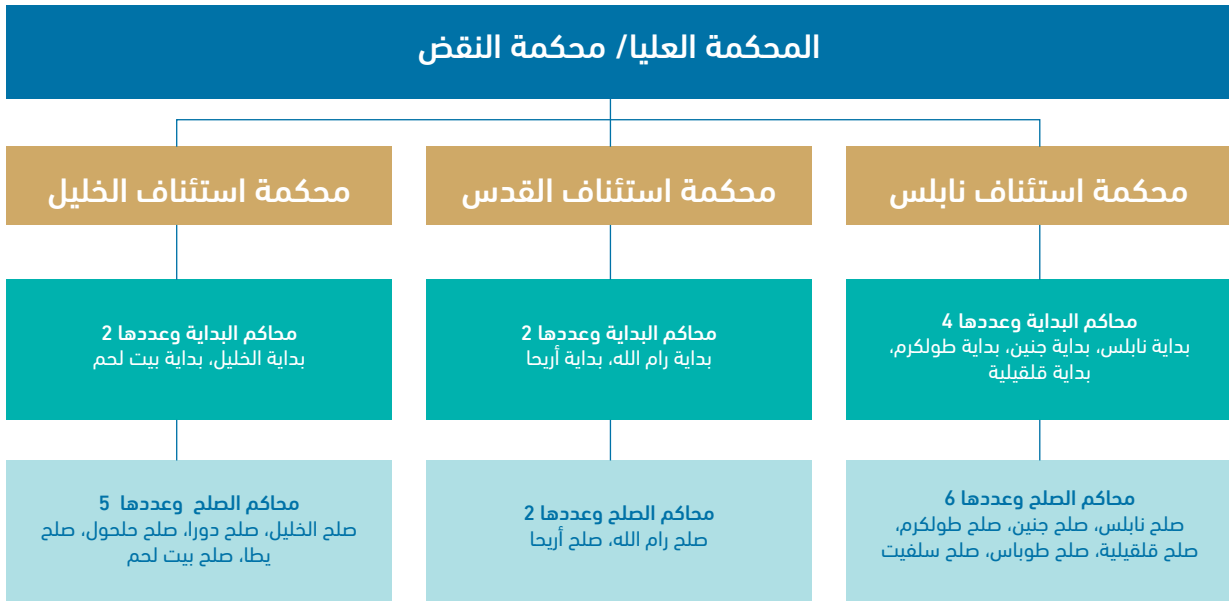 المحكمة العليا/ محكمة النقض
محكمة استئناف نابلس
محكمة استئناف القدس
محكمة استئناف الخليل
محاكم البداية وعددها 4
بداية نابلس، بداية جنين، بداية طولكرم،
بداية قلقيلية
محاكم البداية وعددها 2
بداية رام الله، بداية أريحا
محاكم البداية وعددها 2
بداية الخليل، بداية بيت لحم
محاكم الصلح وعددها 6
صلح نابلس، صلح جنين، صلح طولكرم،
صلح قلقيلية، صلح طوباس، صلح سلفيت
محاكم الصلح وعددها 2
صلح رام الله، صلح أريحا
محاكم الصلح وعددها 5
صلح الخليل، صلح دورا، صلح حلحول، صلح
يطا، صلح بيت لحم